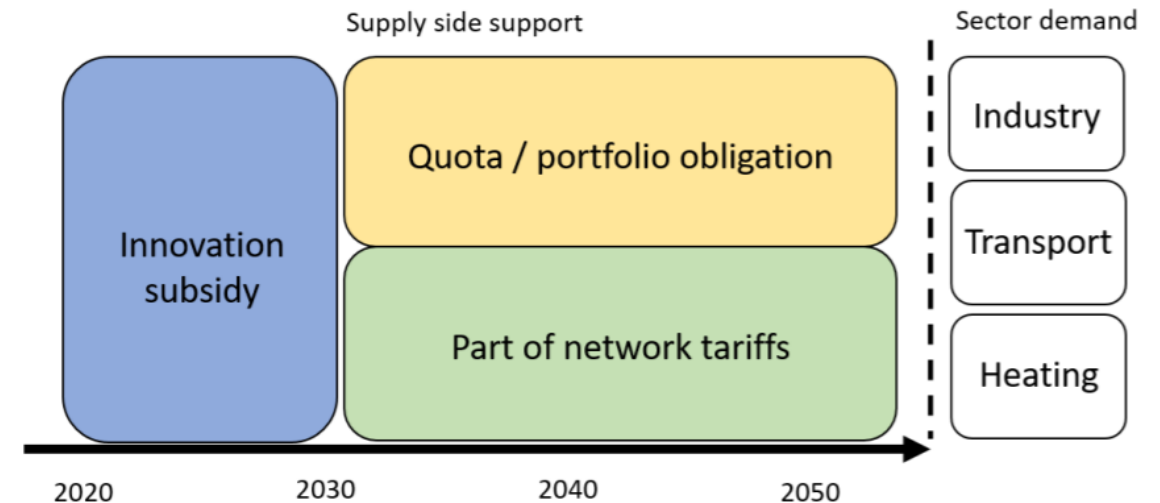 Supply side support
Sector demand
Innovation
subsidy
Quota / portfolio obligation
Part of network tariffs
Industry
Transport
Heating
2020
2030
2040
2050